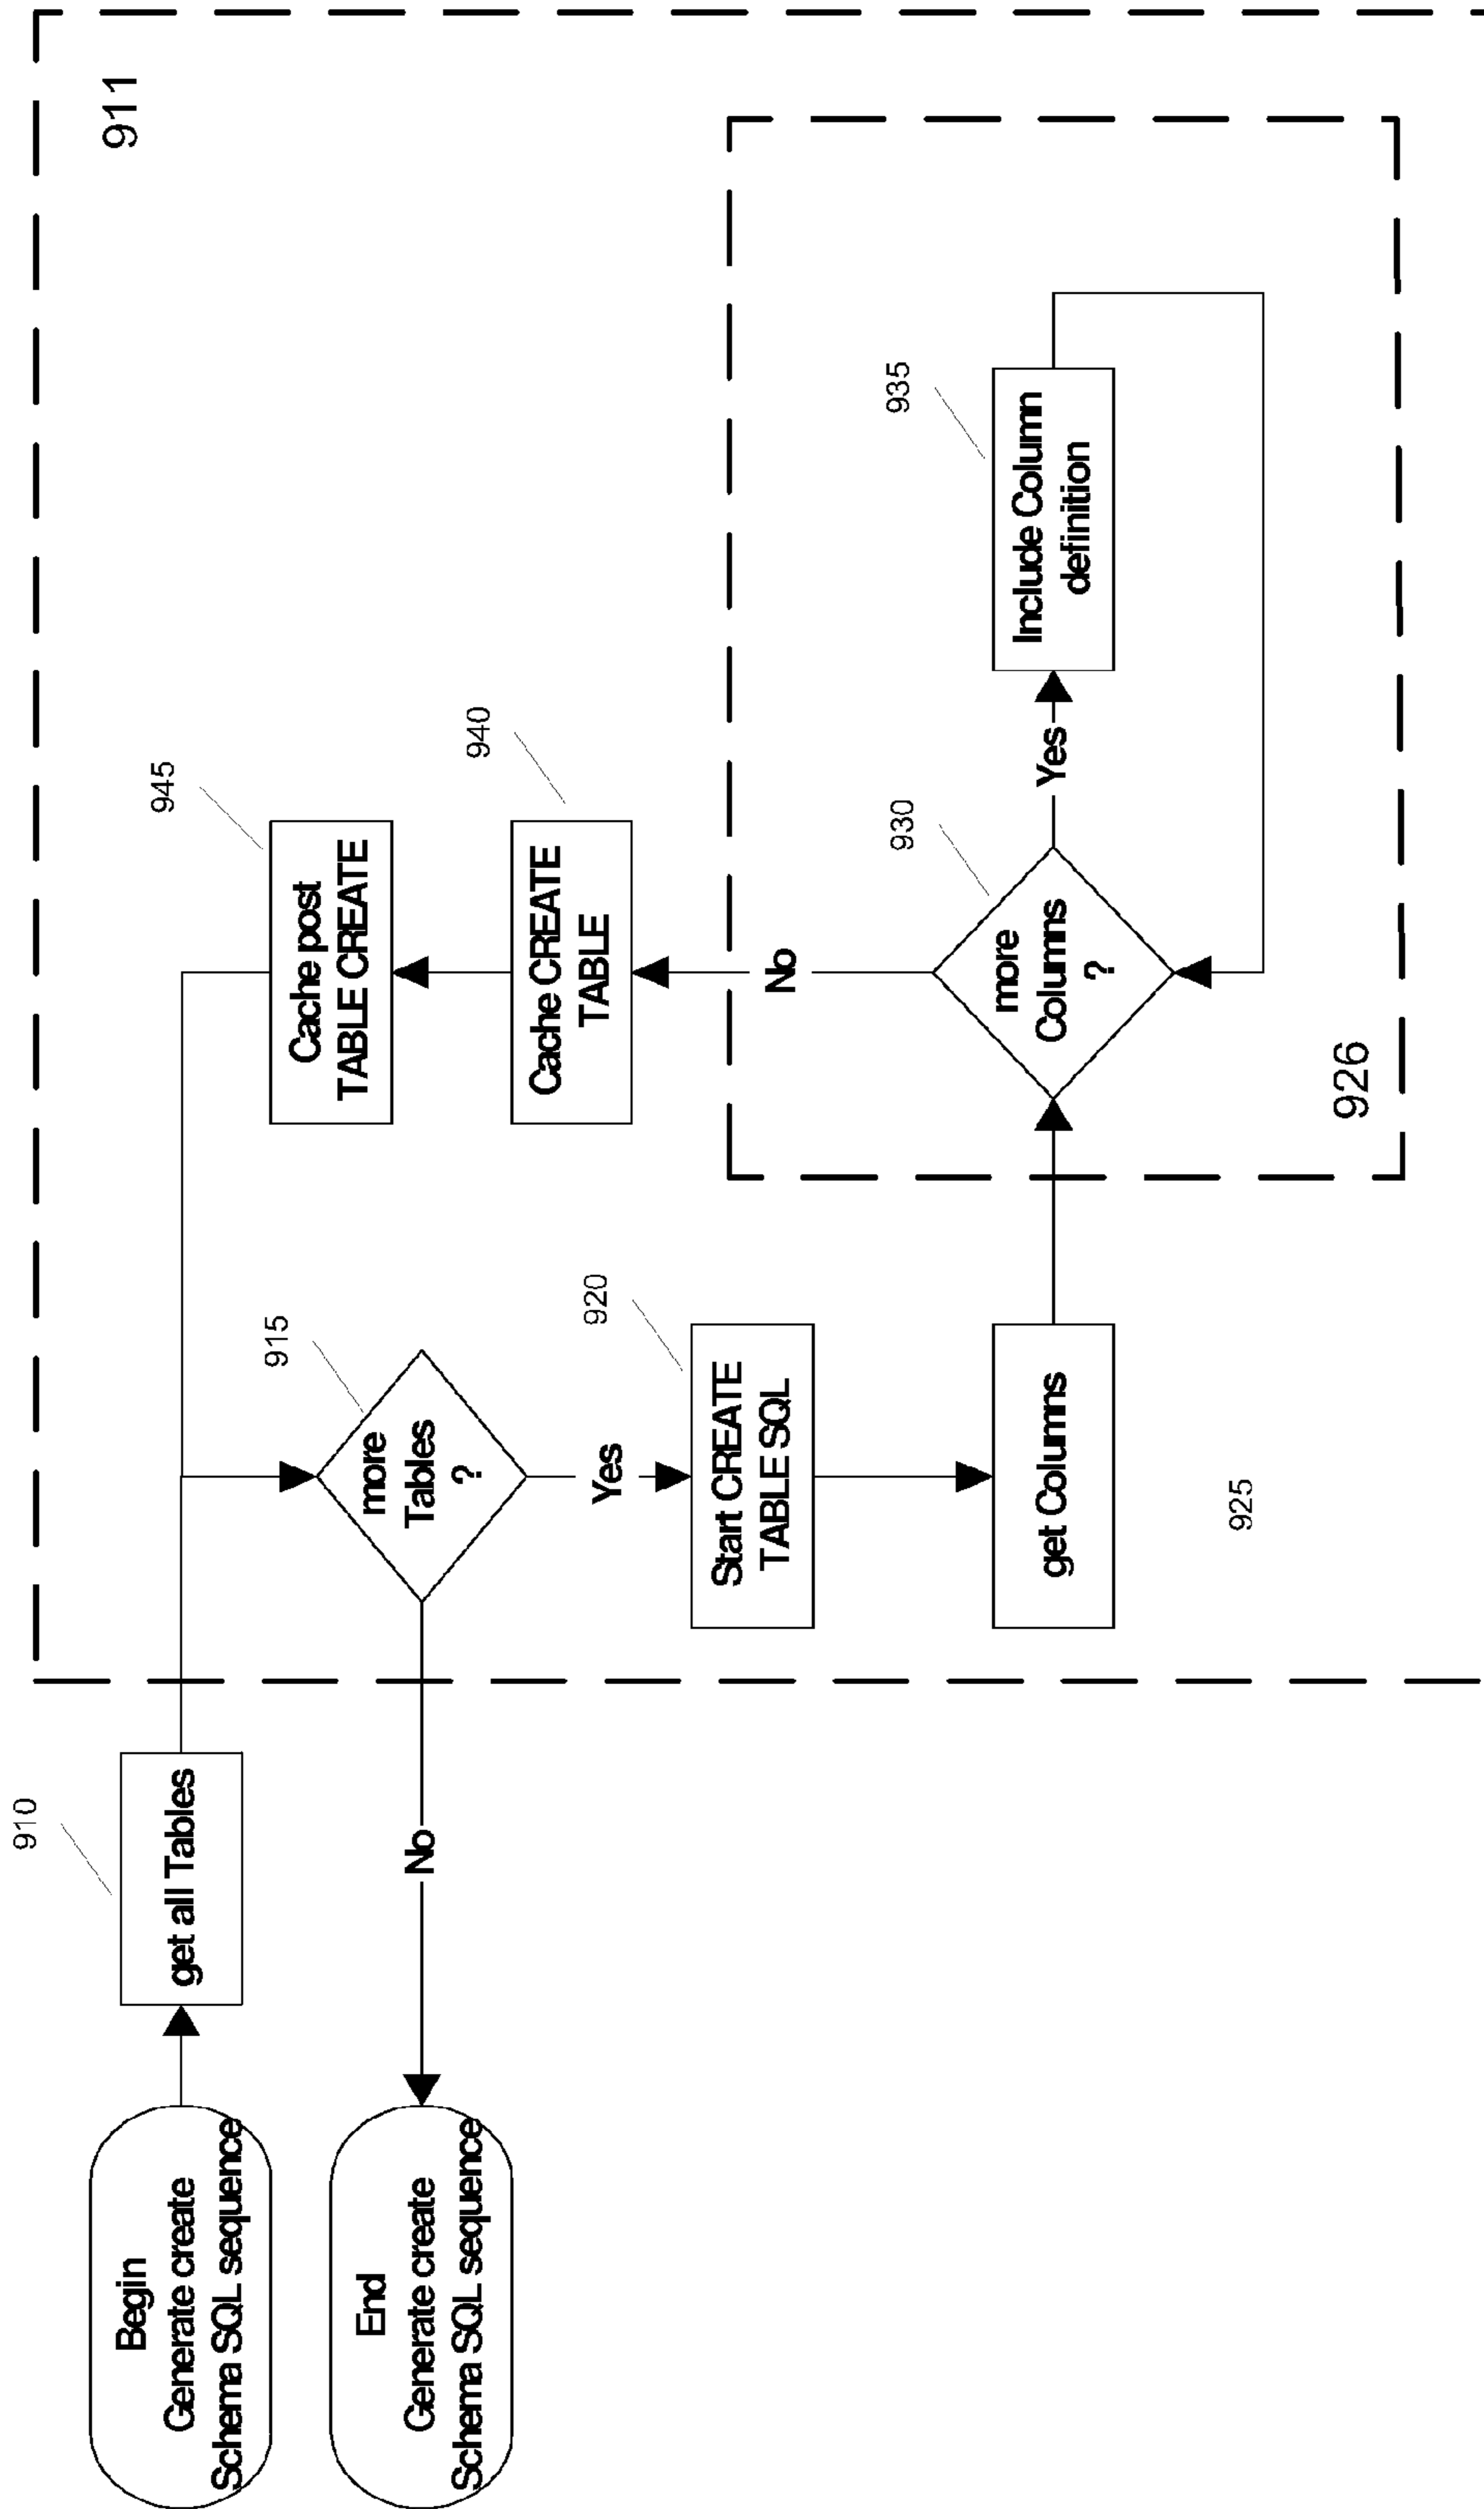 Begin
Generate create
Schema SQL sequence
910
get all Tables
911
End
Generate create
Schema SQL sequence
No
915
more
Tables
?
Yes
920
Start CREATE
TABLE SQL
get Columns
925
945
Cache post
TABLE CREATE
940
Cache CREATE
TABLE
No
930
more
Columns
?
Yes
935
Include Column
definition
926